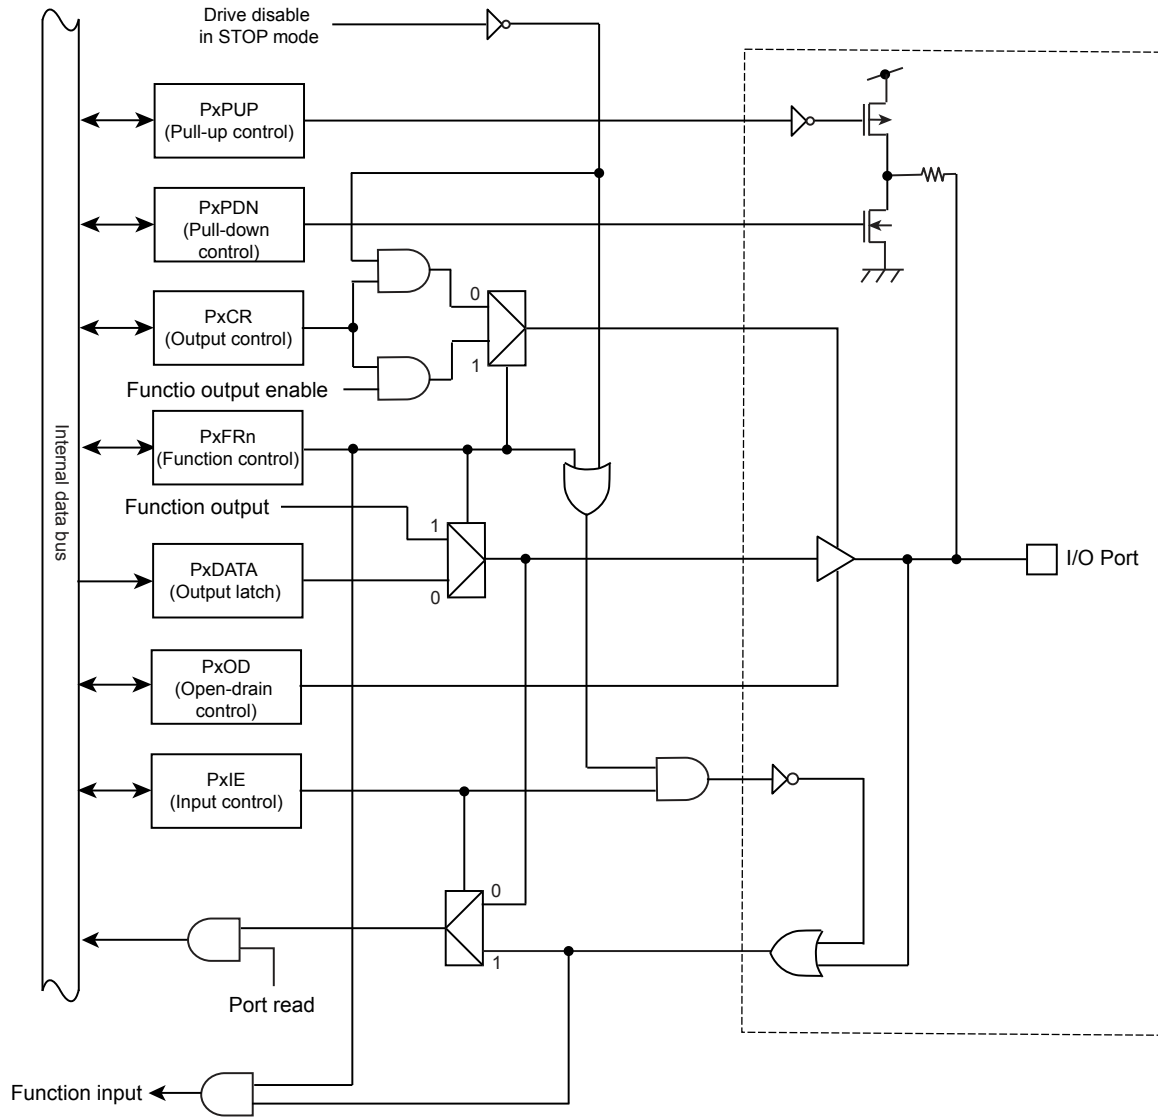 Drive disable
in STOP mode
PxPUP
(Pull-up control)
PxPDN
(Pull-down
control)
PxCR
(Output control)
0
1
Functio output enable
PxFRn
(Function control)
Internal data bus
Function output
1
0
PxDATA
(Output latch)
I/O Port
PxOD
(Open-drain
control)
PxIE
(Input control)
0
1
Port read
Function input